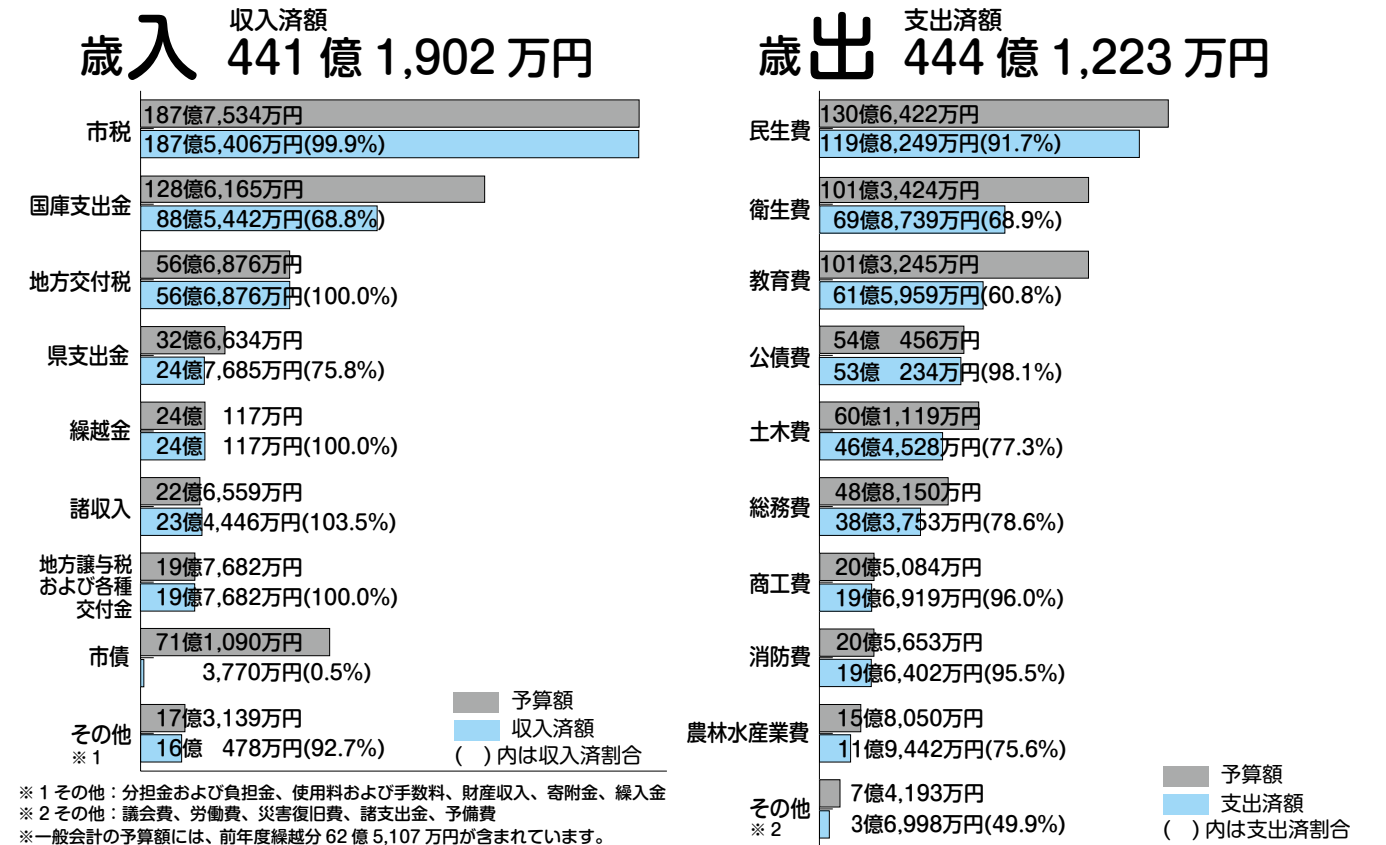 歳入 収入済額
441億1,902万円
市税
187億7,534万円
187億5,406万円(99.9%)
国庫支出金
128億6,165万円
88億5,442万円(68.8%)
地方交付税
56億6,876万円
56億6,876万円(100.0%)
県支出金
32億6,634万円
24億7,685万円(75.8%)
繰越金
24億 117万円
24億 117万円(100.0%)
諸収入
22億6,559万円
23億4,446万円(103.5%)
地方譲与税
および各種
交付金
19億7,682万円
19億7,682万円(100.0%)
市債
71億1,090万円
3,770万円(0.5%)
その他
※1
17億3,139万円
16億 478万円(92.7%)
予算額
収入済額
( )内は収入済割合
※1その他：分担金および負担金、使用料および手数料、財産収入、寄附金、繰入金
※2その他：議会費、労働費、災害復旧費、諸支出金、予備費
※一般会計の予算額には、前年度繰越分62億5,107万円が含まれています。
歳出 支出済額
444億1,223万円
民生費
130億6,422万円
119億8,249万円(91.7%)
衛生費
101億3,424万円
69億8,739万円(68.9%)
教育費
101億3,245万円
61億5,959万円(60.8%)
公債費
54億 456万円
53億 234万円(98.1%)
土木費
60億1,119万円
46億4,528万円(77.3%)
総務費
48億8,150万円
38億3,753万円(78.6%)
商工費
20億5,084万円
19億6,919万円(96.0%)
消防費
20億5,653万円
19億6,402万円(95.5%)
農林水産業費
15億8,050万円
11億9,442万円(75.6%)
その他
※2
7億4,193万円
3億6,998万円(49.9%)
予算額
支出済額
( )内は支出済割合